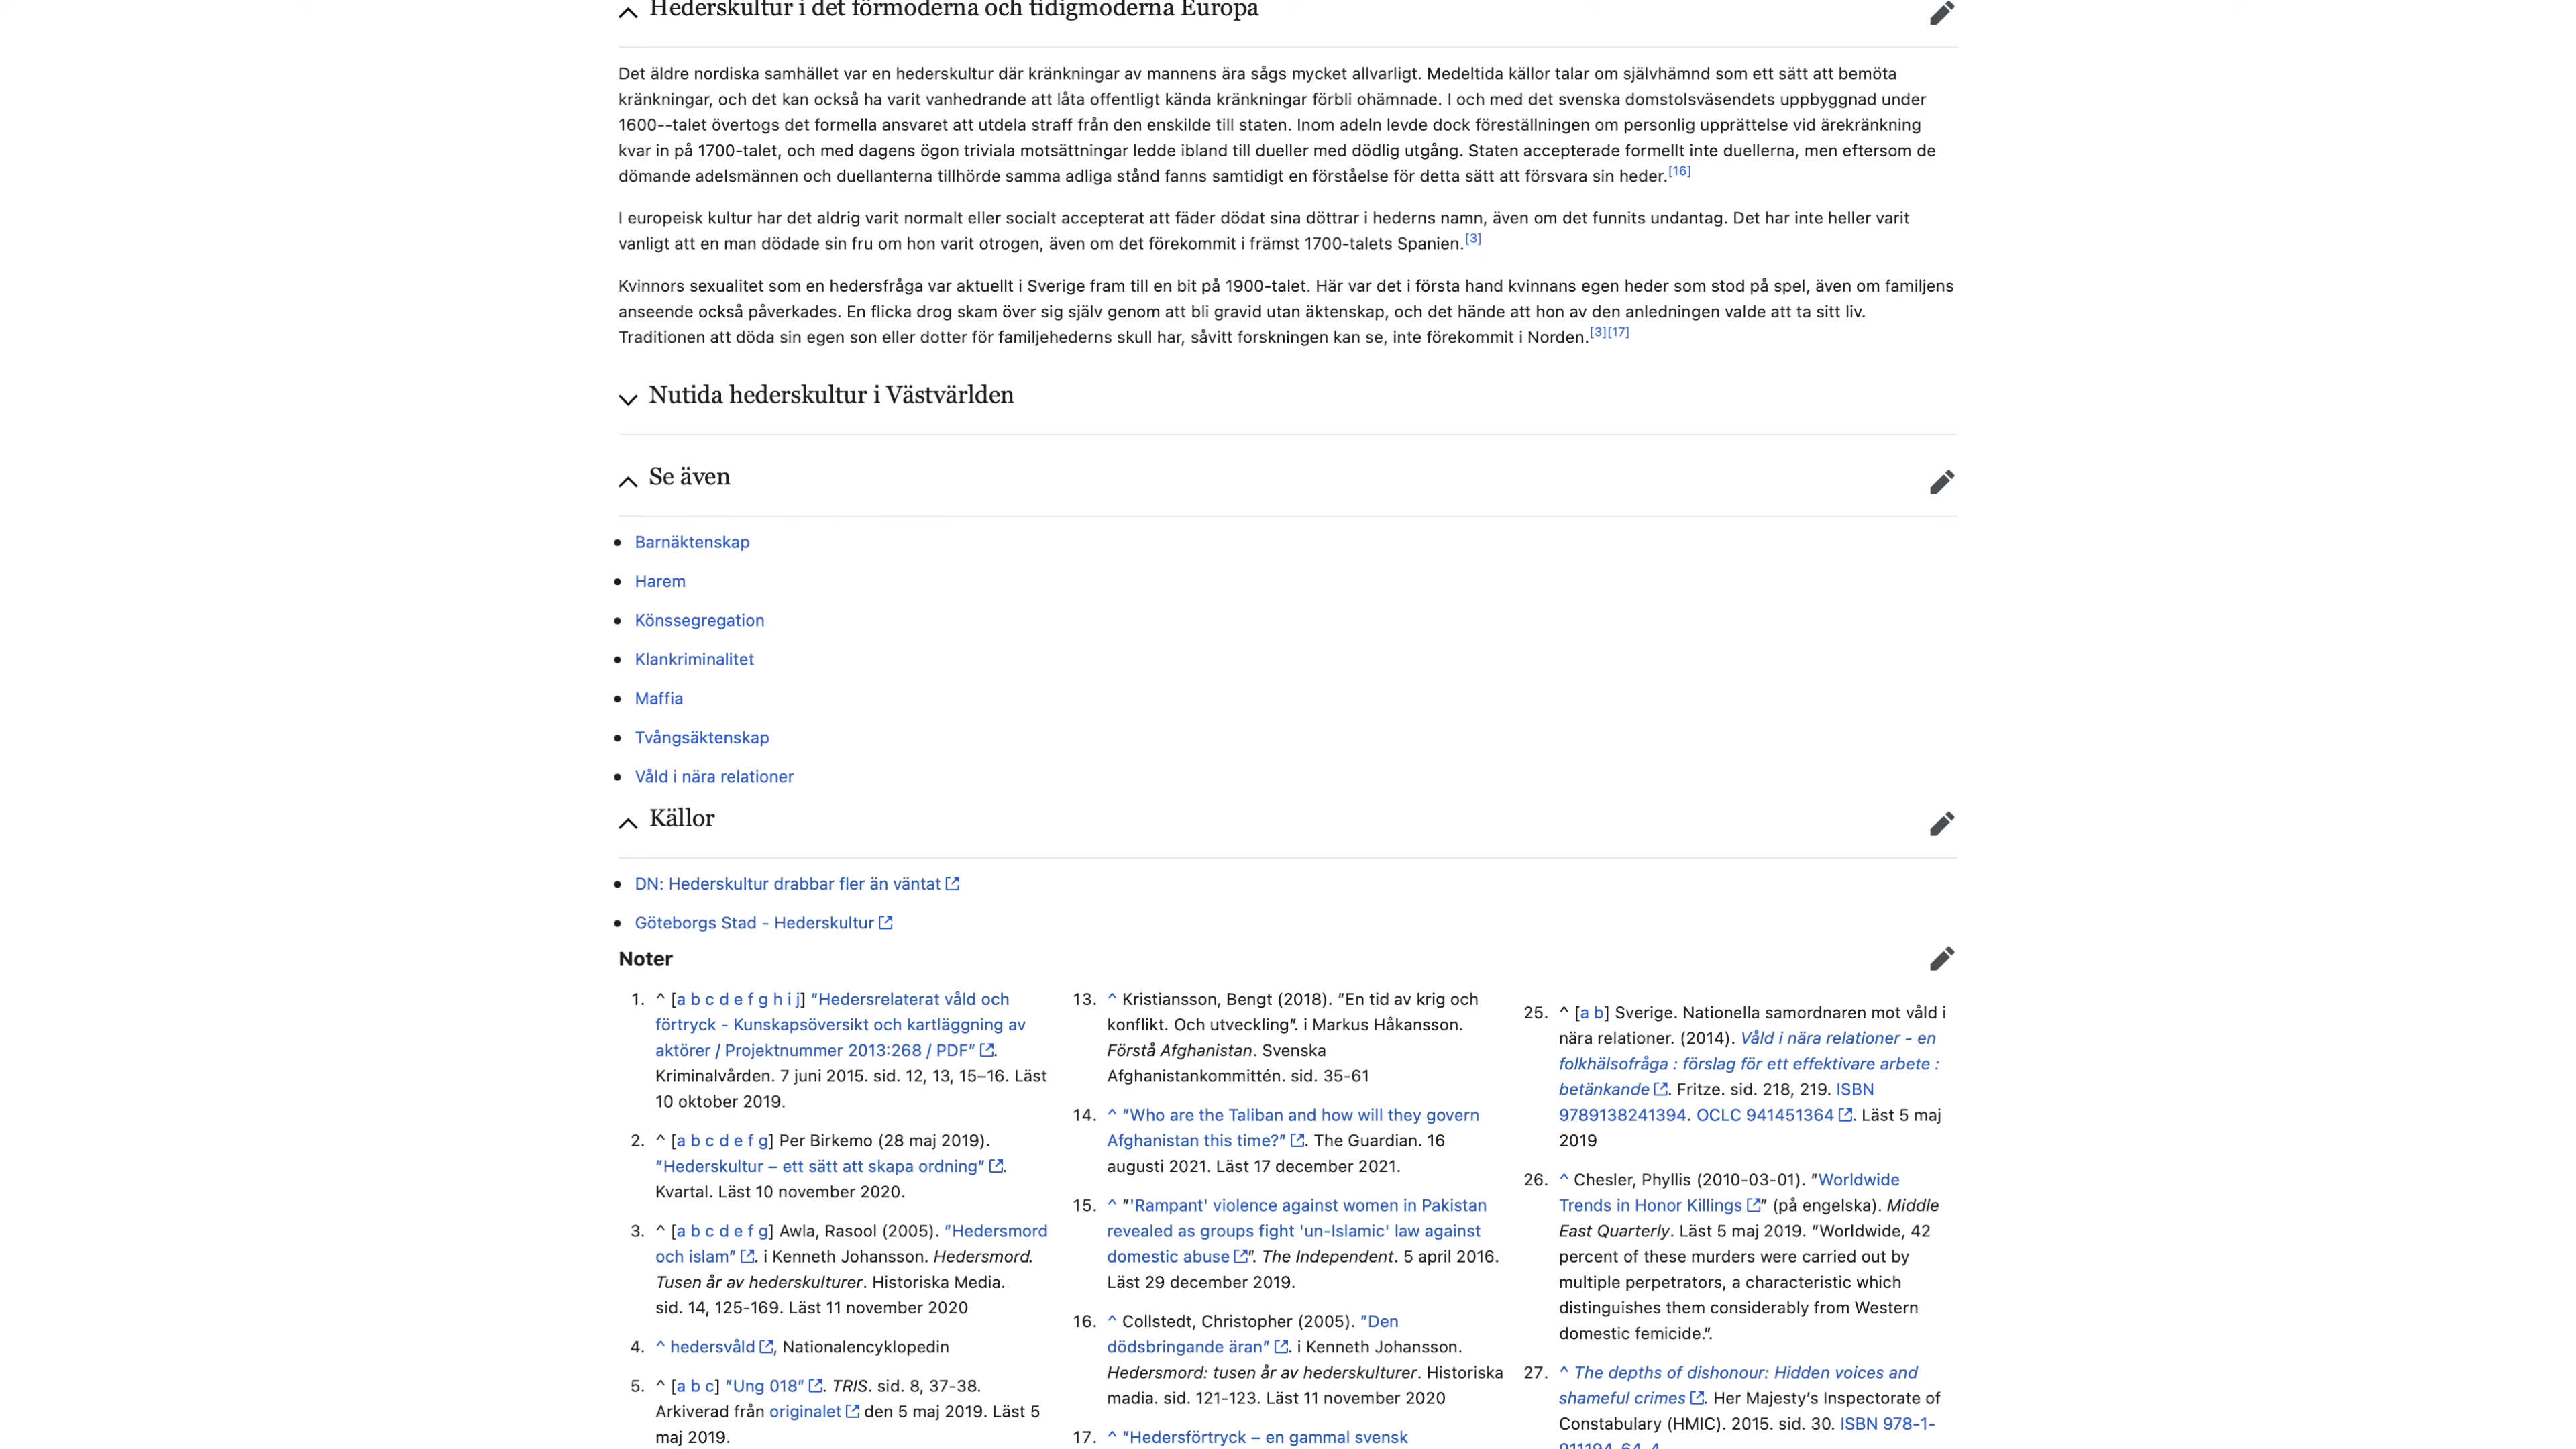 Hederskultur i det förmoderna och tidigmoderna Europa
Det äldre nordiska samhället var en hederskultur där kränkningar av mannens ära sågs mycket allvarligt. Medeltida källor talar om självhämnd som ett sätt att bemöta
kränkningar, och det kan också ha varit vanhedrande att låta offentligt kända kränkningar förbli ohämnade. I och med det svenska domstolsväsendets uppbyggnad under
1600--talet övertogs det formella ansvaret att utdela straff från den enskilde till staten. Inom adeln levde dock föreställningen om personlig upprättelse vid ärekränkning
kvar in på 1700-talet, och med dagens ögon triviala motsättningar ledde ibland till dueller med dödlig utgång. Staten accepterade formellt inte duellerna, men eftersom de
dömande adelsmännen och duellanterna tillhörde samma adliga stånd fanns samtidigt en förståelse för detta sätt att försvara sin heder.[16]
I europeisk kultur har det aldrig varit normalt eller socialt accepterat att fäder dödat sina döttrar i hederns namn, även om det funnits undantag. Det har inte heller varit
vanligt att en man dödade sin fru om hon varit otrogen, även om det förekommit i främst 1700-talets Spanien.[3]
Kvinnors sexualitet som en hedersfråga var aktuellt i Sverige fram till en bit på 1900-talet. Här var det i första hand kvinnans egen heder som stod på spel, även om familjens
anseende också påverkades. En flicka drog skam över sig själv genom att bli gravid utan äktenskap, och det hände att hon av den anledningen valde att ta sitt liv.
Traditionen att döda sin egen son eller dotter för familjehederns skull har, såvitt forskningen kan se, inte förekommit i Norden.[3][17]
Nutida hederskultur i Västvärlden
Se även
• Barnäktenskap
• Harem
• Könssegregation
• Klankriminalitet
• Maffia
• Tvångsäktenskap
• Våld i nära relationer
Källor
• DN: Hederskultur drabbar fler än väntat
• Göteborgs Stad - Hederskultur
Noter
1. ^ [a b c d e f g h i j] "Hedersrelaterat våld och
förtryck - Kunskapsöversikt och kartläggning av
aktörer / Projektnummer 2013:268 / PDF".
Kriminalvården. 7 juni 2015. sid. 12, 13, 15–16. Läst
10 oktober 2019.
2. ^ [a b c d e f g] Per Birkemo (28 maj 2019).
"Hederskultur – ett sätt att skapa ordning".
Kvartal. Läst 10 november 2020.
3. ^ [a b c d e f g] Awla, Rasool (2005). "Hedersmord
och islam". i Kenneth Johansson. Hedersmord.
Tusen år av hederskulturer. Historiska Media.
sid. 14, 125-169. Läst 11 november 2020
4. ^ hedersvåld, Nationalencyklopedin
5. ^ [a b c] "Ung 018". TRIS. sid. 8, 37-38.
Arkiverad från originalet den 5 maj 2019. Läst 5
maj 2019.
13. ^ Kristiansson, Bengt (2018). "En tid av krig och
konflikt. Och utveckling". i Markus Håkansson.
Förstå Afghanistan. Svenska
Afghanistankommittén. sid. 35-61
14. ^ "Who are the Taliban and how will they govern
Afghanistan this time?". The Guardian. 16
augusti 2021. Läst 17 december 2021.
15. ^ "'Rampant' violence against women in Pakistan
revealed as groups fight 'un-Islamic' law against
domestic abuse". The Independent. 5 april 2016.
Läst 29 december 2019.
16. ^ Collstedt, Christopher (2005). "Den
dödsbringande äran". i Kenneth Johansson.
Hedersmord: tusen år av hederskulturer. Historiska
madia. sid. 121-123. Läst 11 november 2020
17. ^ "Hedersförtryck – en gammal svensk
25. ^ [a b] Sverige. Nationella samordnaren mot våld i
nära relationer. (2014). Våld i nära relationer - en
folkhälsofråga : förslag för ett effektivare arbete :
betänkande. Fritze. sid. 218, 219. ISBN
9789138241394. OCLC 941451364. Läst 5 maj
2019
26. ^ Chesler, Phyllis (2010-03-01). "Worldwide
Trends in Honor Killings" (på engelska). Middle
East Quarterly. Läst 5 maj 2019. "Worldwide, 42
percent of these murders were carried out by
multiple perpetrators, a characteristic which
distinguishes them considerably from Western
domestic femicide.".
27. ^ The depths of dishonour: Hidden voices and
shameful crimes. Her Majesty's Inspectorate of
Constabulary (HMIC). 2015. sid. 30. ISBN 978-1-